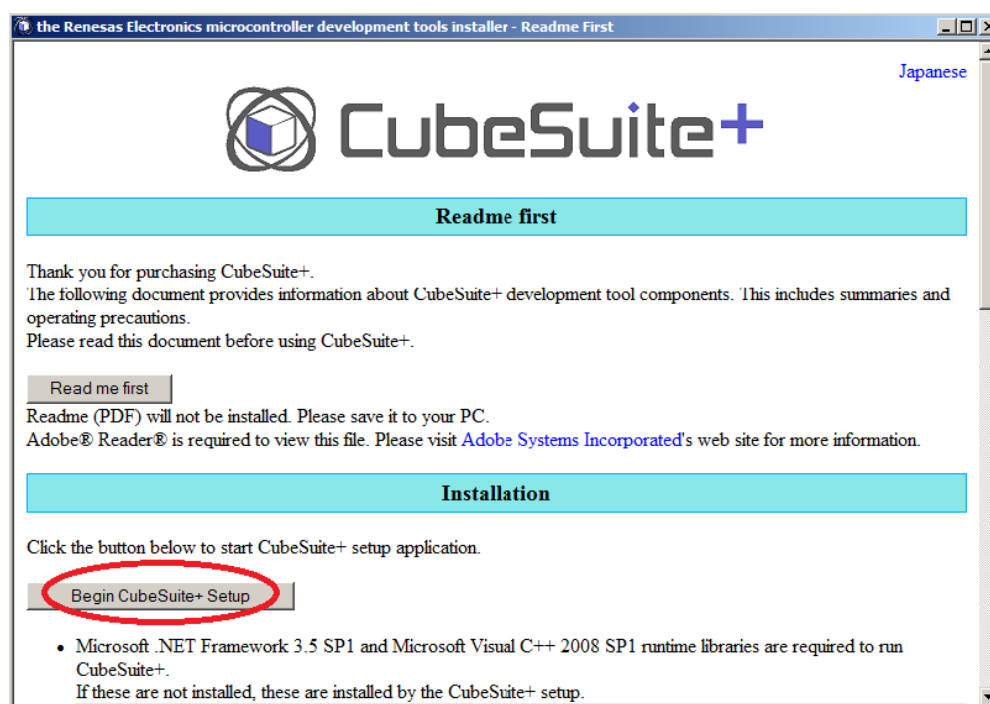 the Renesas Electronics microcontroller development tools installer - Readme First
Japanese
CubeSuite+
Readme first
Thank you for purchasing CubeSuite+.
The following document provides information about CubeSuite+ development tool components. This includes summaries and
operating precautions.
Please read this document before using CubeSuite+.
Read me first
Readme (PDF) will not be installed. Please save it to your PC.
Adobe® Reader® is required to view this file. Please visit Adobe Systems Incorporated's web site for more information.
Installation
Click the button below to start CubeSuite+ setup application.
Begin CubeSuite+ Setup
• Microsoft .NET Framework 3.5 SP1 and Microsoft Visual C++ 2008 SP1 runtime libraries are required to run
CubeSuite+.
If these are not installed, these are installed by the CubeSuite+ setup.